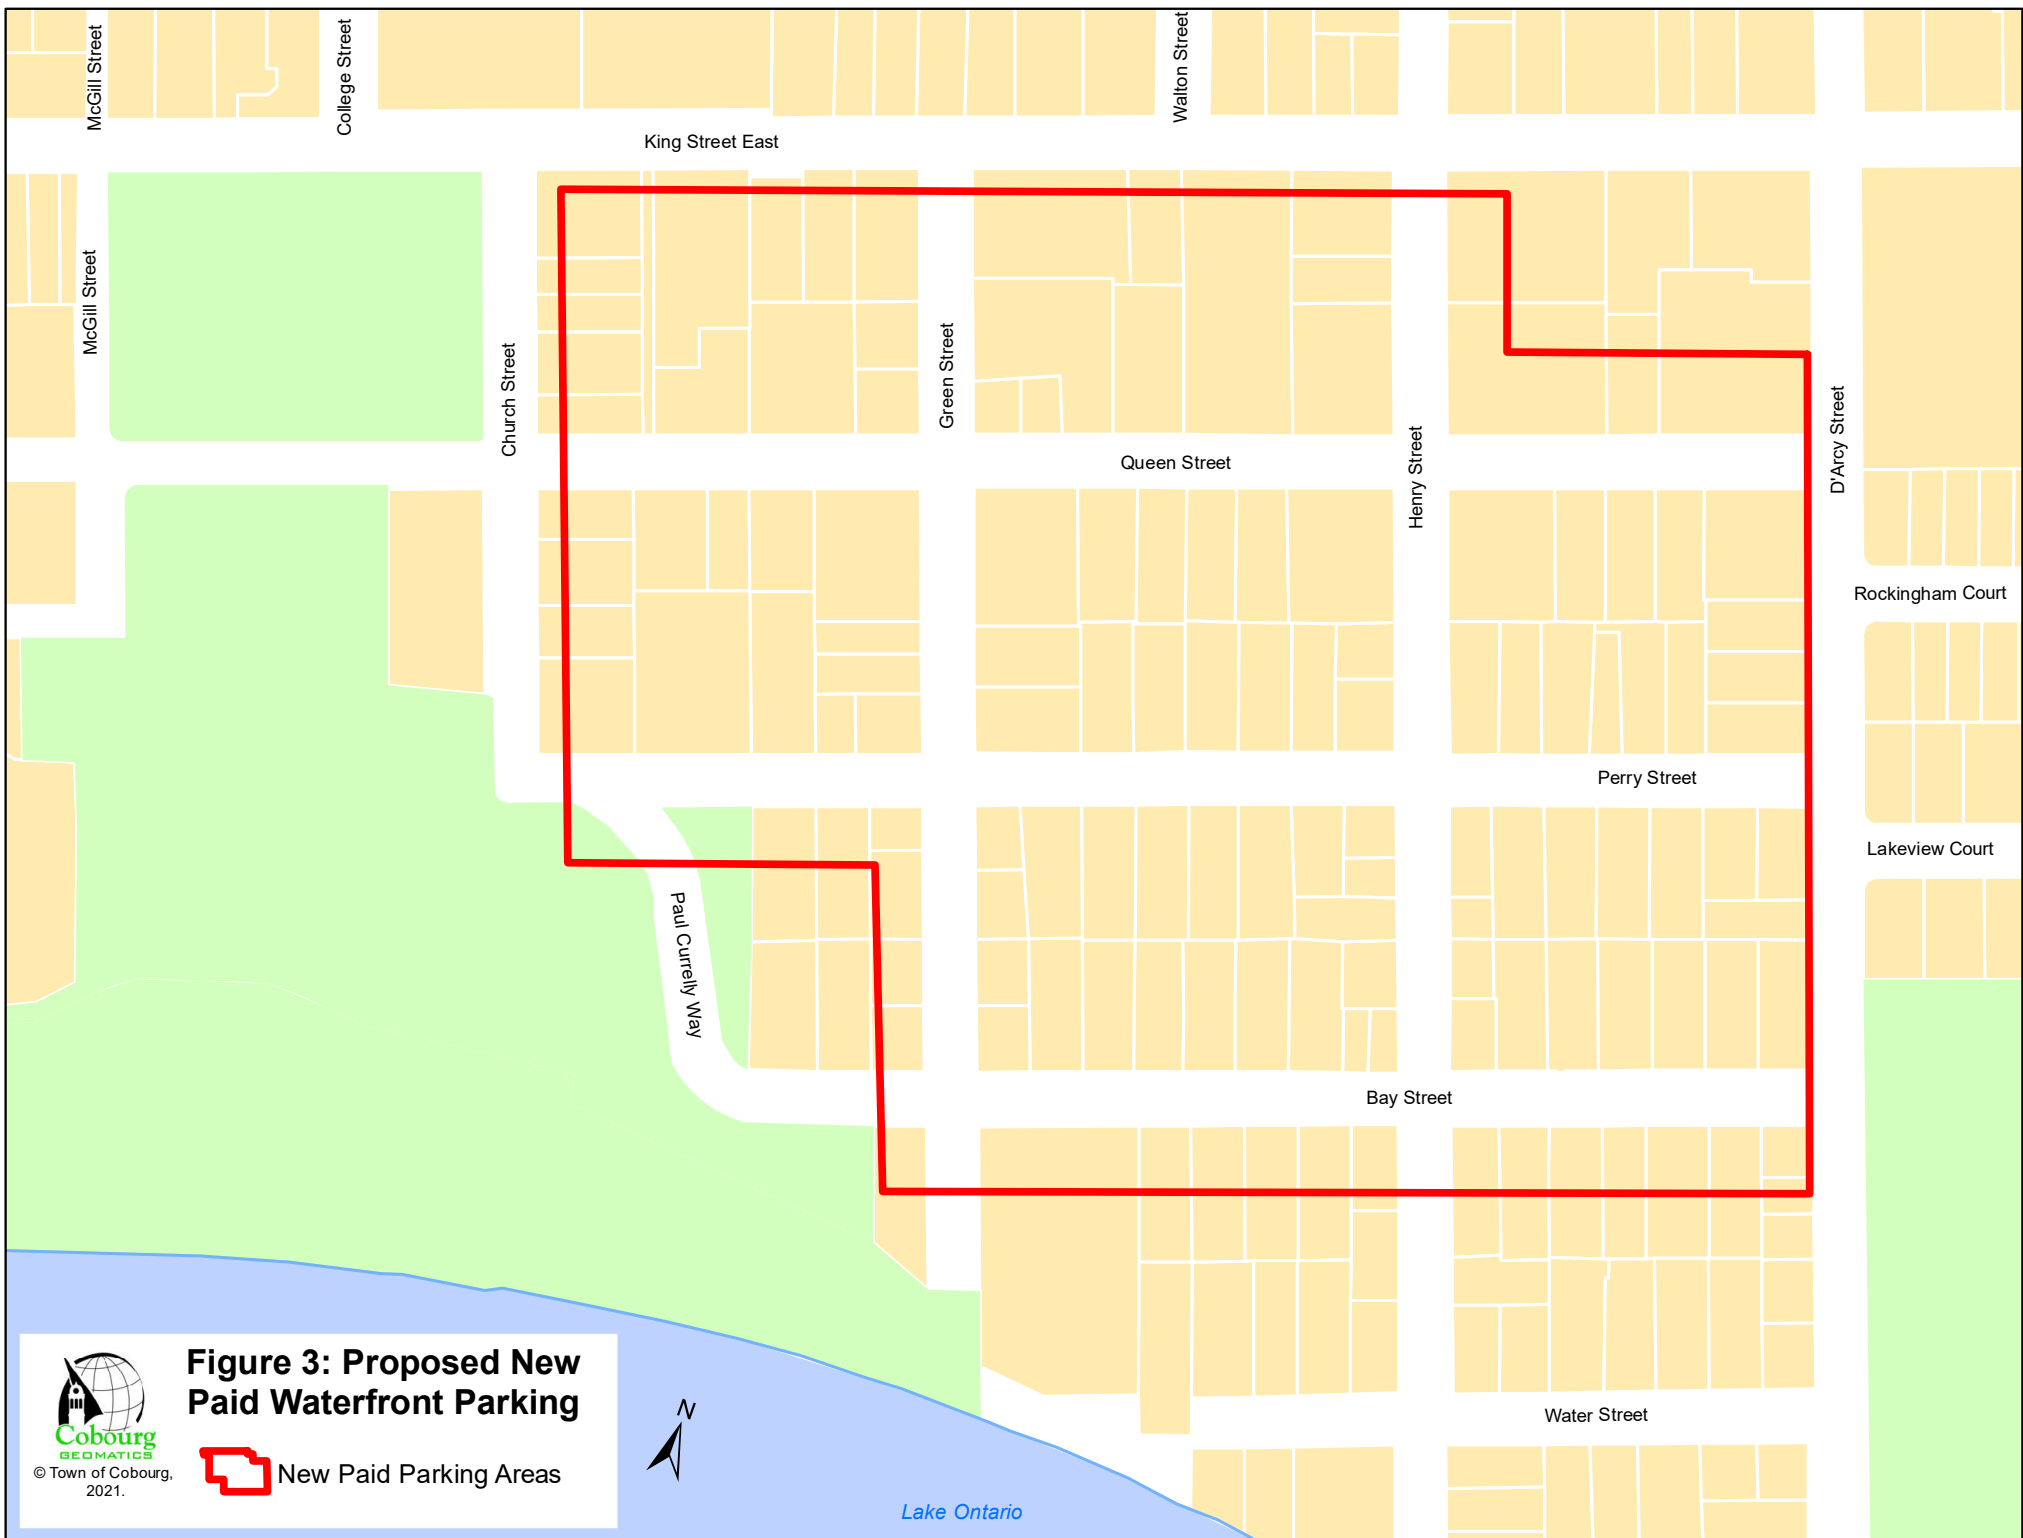 McGill Street
College Street
Walton Street
King Street East
McGill Street
Church Street
Green Street
Queen Street
Henry Street
D'Arcy Street
Rockingham Court
Perry Street
Lakeview Court
Paul Currelly Way
Bay Street
Water Street
Lake Ontario
N
Figure 3: Proposed New
Paid Waterfront Parking
New Paid Parking Areas
Cobourg
GEOMATICS
© Town of Cobourg,
2021.